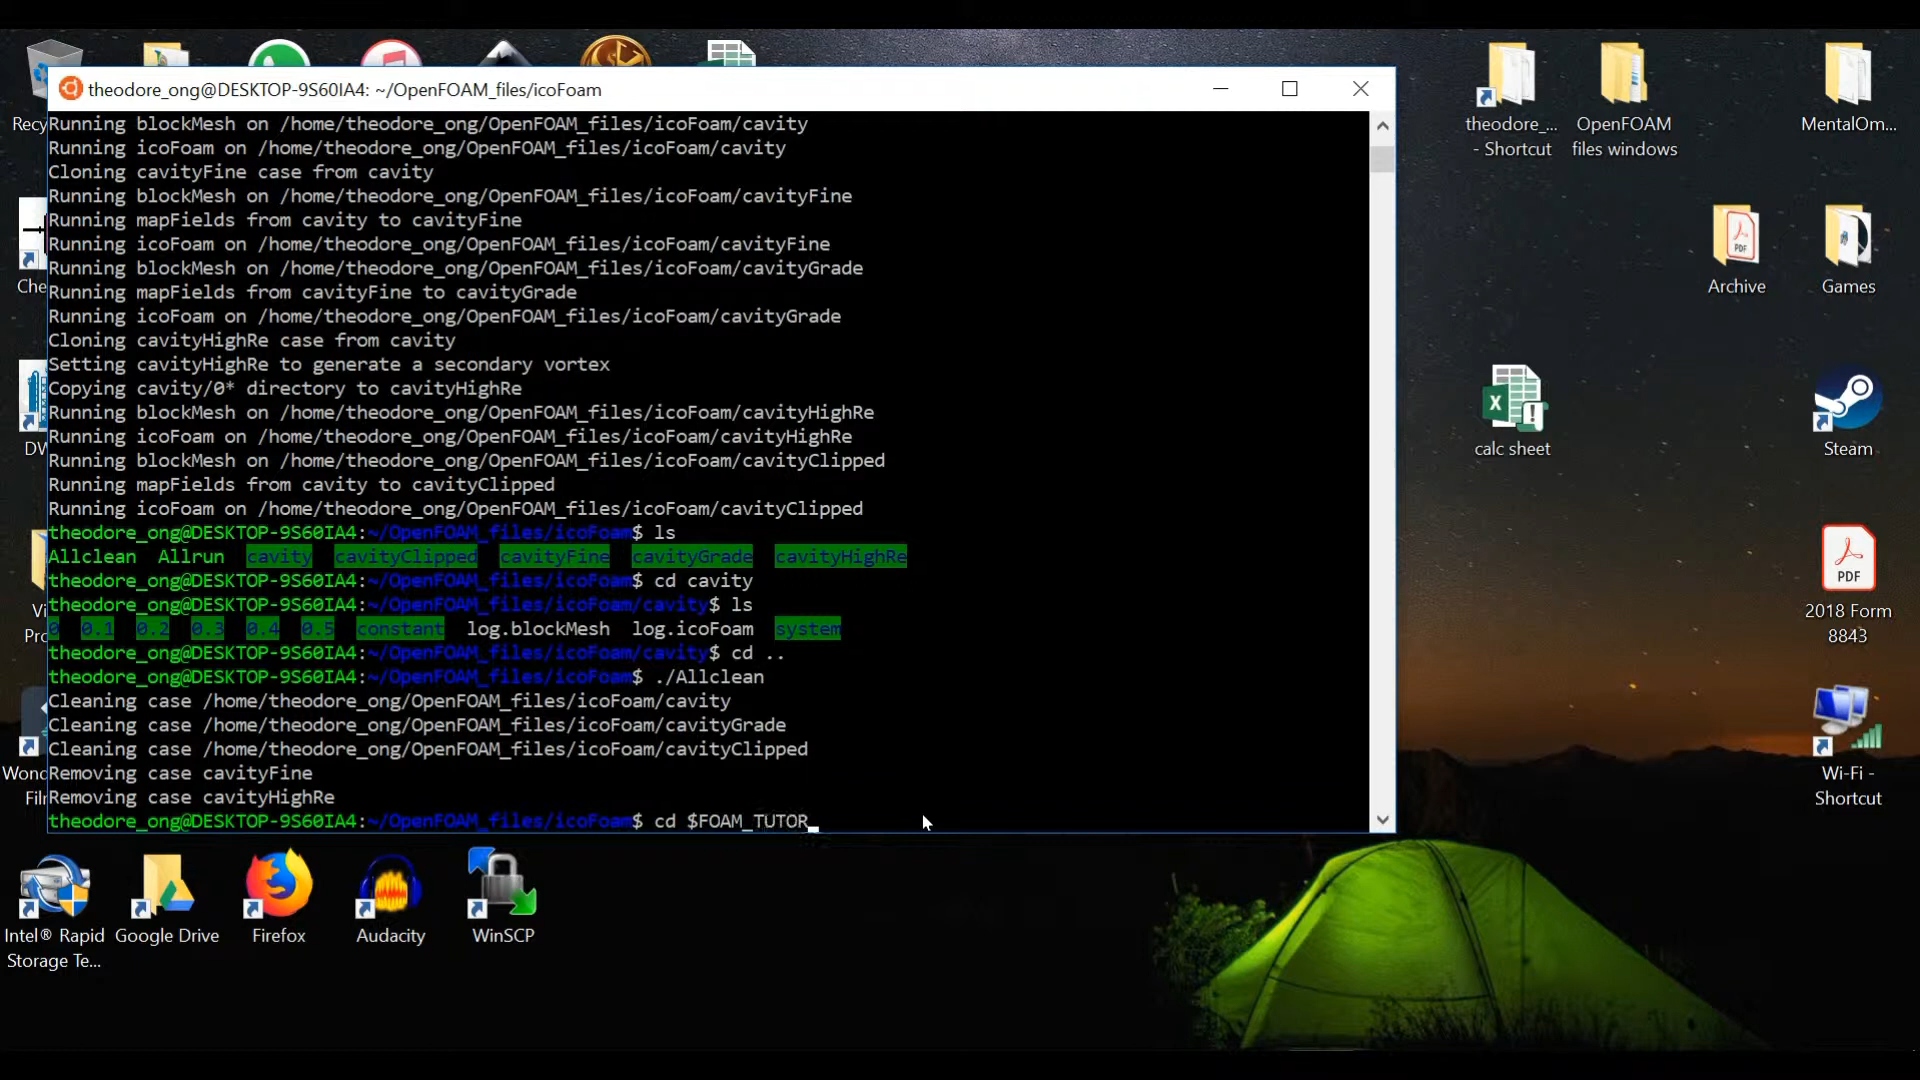 theodore_ong@DESKTOP-9S60IA4: ~/OpenFOAM_files/icoFoam
Running blockMesh on /home/theodore_ong/OpenFOAM_files/icoFoam/cavity
Running icoFoam on /home/theodore_ong/OpenFOAM_files/icoFoam/cavity
Cloning cavityFine case from cavity
Running blockMesh on /home/theodore_ong/OpenFOAM_files/icoFoam/cavityFine
Running mapFields from cavity to cavityFine
Running icoFoam on /home/theodore_ong/OpenFOAM_files/icoFoam/cavityFine
Running blockMesh on /home/theodore_ong/OpenFOAM_files/icoFoam/cavityGrade
Running mapFields from cavityFine to cavityGrade
Running icoFoam on /home/theodore_ong/OpenFOAM_files/icoFoam/cavityGrade
Cloning cavityHighRe case from cavity
Setting cavityHighRe to generate a secondary vortex
Copying cavity/0* directory to cavityHighRe
Running blockMesh on /home/theodore_ong/OpenFOAM_files/icoFoam/cavityHighRe
Running icoFoam on /home/theodore_ong/OpenFOAM_files/icoFoam/cavityHighRe
Running blockMesh on /home/theodore_ong/OpenFOAM_files/icoFoam/cavityClipped
Running mapFields from cavity to cavityClipped
Running icoFoam on /home/theodore_ong/OpenFOAM_files/icoFoam/cavityClipped
theodore_ong@DESKTOP-9S60IA4:~/OpenFOAM_files/icoFoam$ ls
Allclean Allrun cavity cavityClipped cavityFine cavityGrade cavityHighRe
theodore_ong@DESKTOP-9S60IA4:~/OpenFOAM_files/icoFoam$ cd cavity
theodore_ong@DESKTOP-9S60IA4:~/OpenFOAM_files/icoFoam/cavity$ ls
0 0.1 0.2 0.3 0.4 0.5 constant log.blockMesh log.icoFoam system
theodore_ong@DESKTOP-9S60IA4:~/OpenFOAM_files/icoFoam/cavity$ cd ..
theodore_ong@DESKTOP-9S60IA4:~/OpenFOAM_files/icoFoam$ ./Allclean
Cleaning case /home/theodore_ong/OpenFOAM_files/icoFoam/cavity
Cleaning case /home/theodore_ong/OpenFOAM_files/icoFoam/cavityGrade
Cleaning case /home/theodore_ong/OpenFOAM_files/icoFoam/cavityClipped
Removing case cavityFine
Removing case cavityHighRe
theodore_ong@DESKTOP-9S60IA4:~/OpenFOAM_files/icoFoam$ cd $FOAM_TUTOR
Recy
Che
DW
Vi
Pro
Wond
Fil
Intel® Rapid
Storage Te...
Google Drive
Firefox
Audacity
WinSCP
theodore_...
- Shortcut
OpenFOAM
files windows
MentalOm...
PDF
Archive
Games
X
calc sheet
Steam
PDF
2018 Form
8843
Wi-Fi -
Shortcut